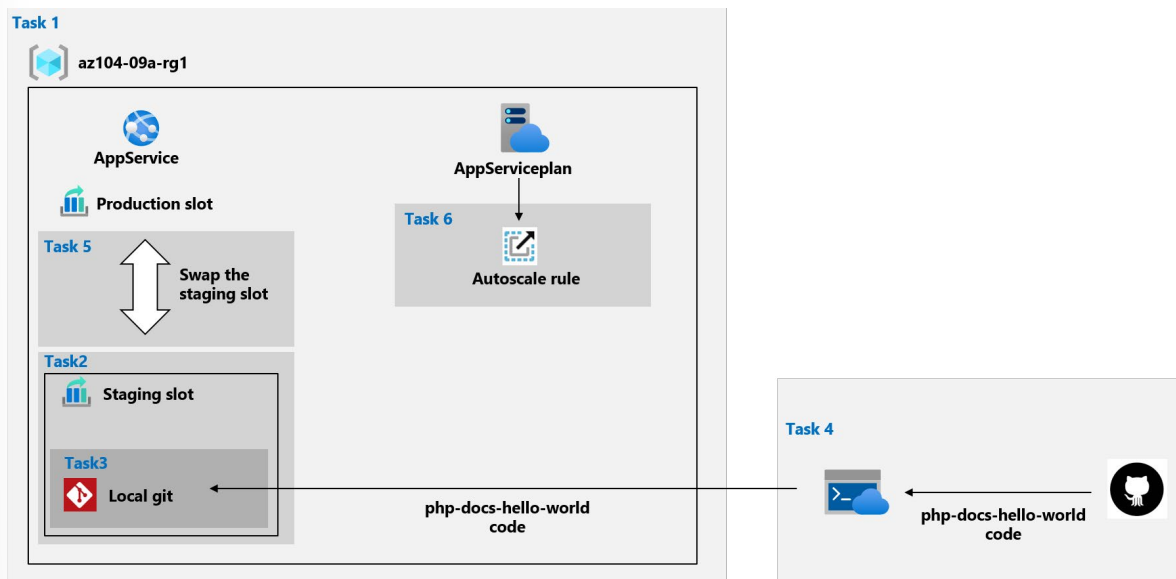 Task 1
az104-09a-rg1
AppService
AppServiceplan
Production slot
Task 6
Autoscale rule
Task 5
Swap the
staging slot
Task2
Staging slot
Task3
Local git
php-docs-hello-world
code
Task 4
>_
php-docs-hello-world
code